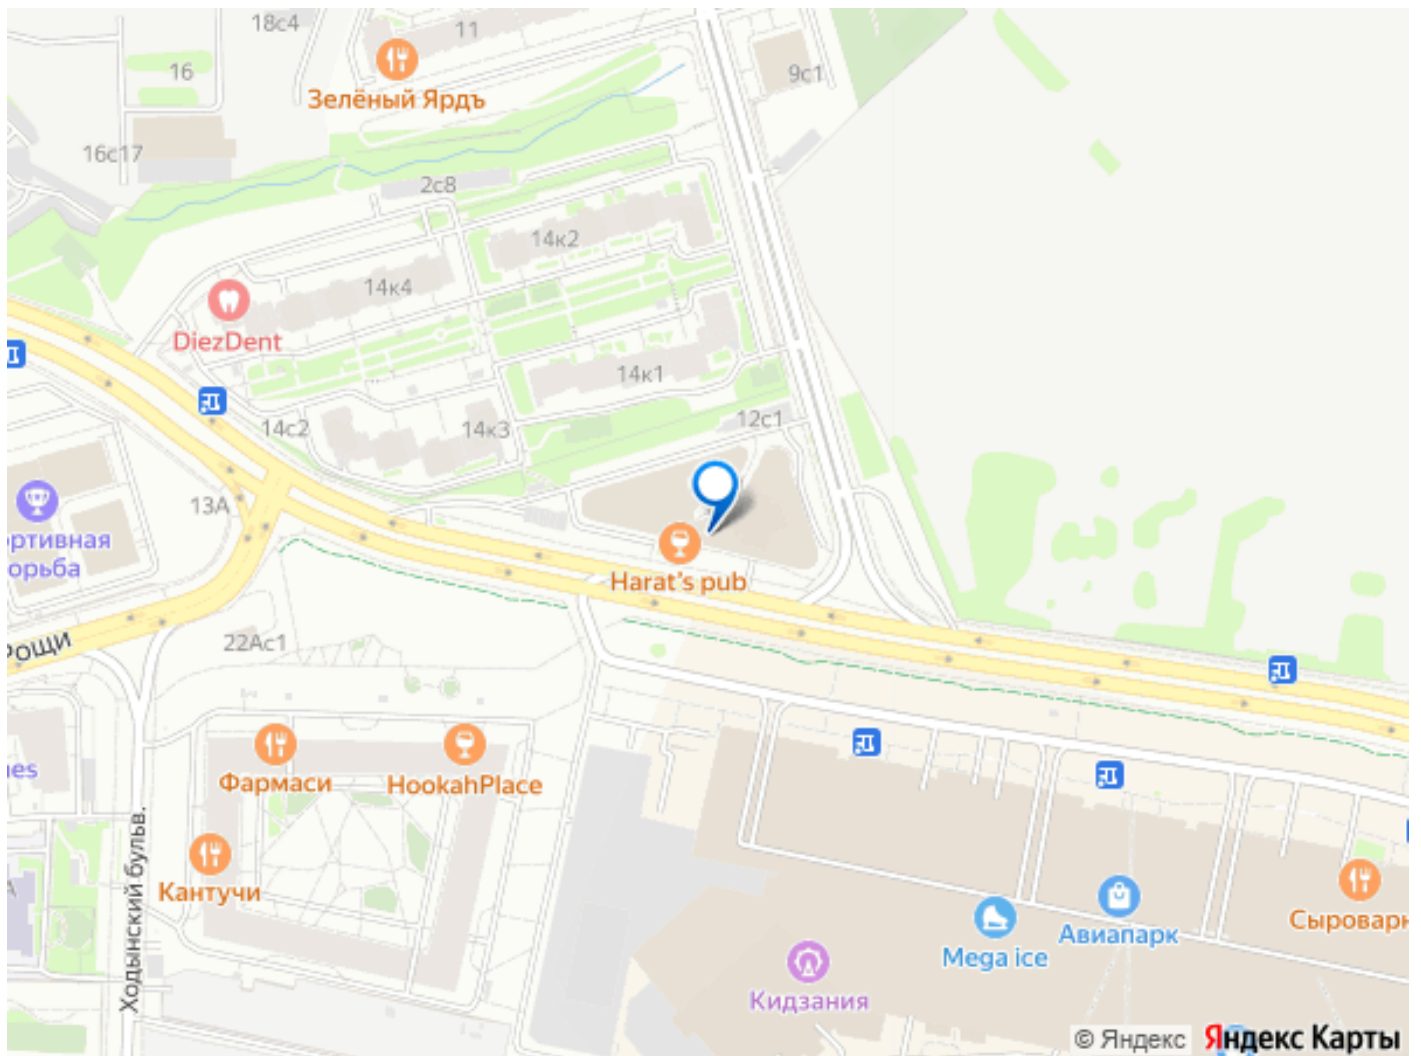 18с4
11
16
9с1
Зелёный Ярдъ
16с17
2с8
14к2
14к4
DiezDent
14к1
12с1
14с2
14к3
13А
ортивная
орьба
Harat's pub
РОЩИ
22Ас1
es
Фармаси
HookahPlace
Кантучи
Ходынский бульв.
Авиапарк
Mega ice
Кидзания
Сыроварн
© Яндекс Яндекс Карты